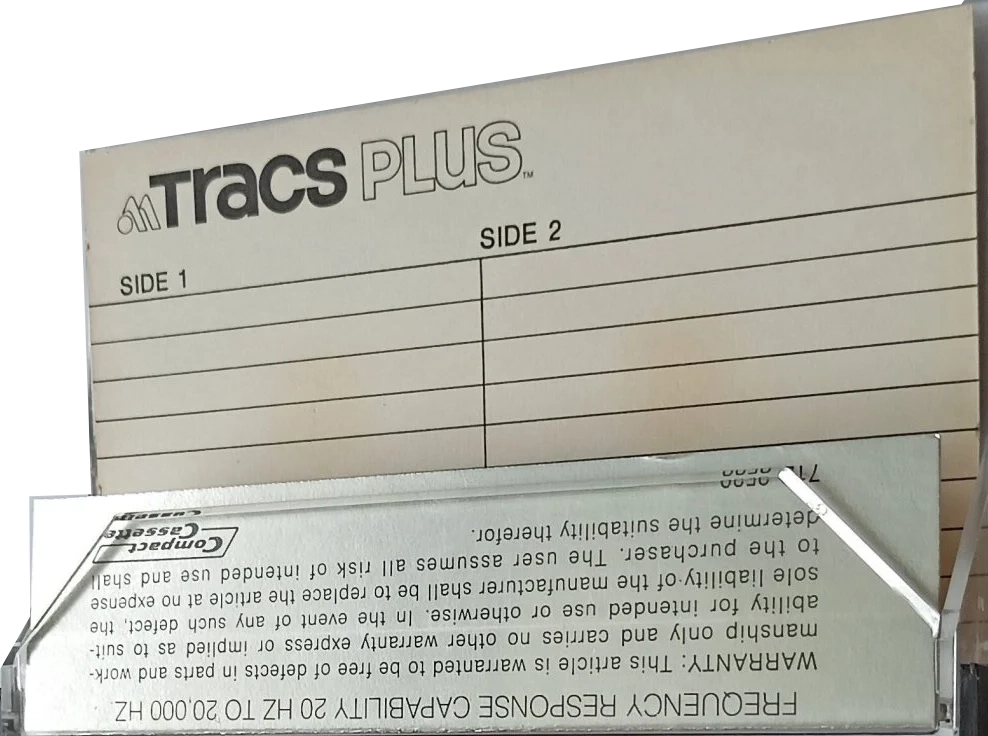 Tracs PLUS™
SIDE 1
SIDE 2
FREQUENCY RESPONSE CAPABILITY 20 HZ TO 20,000 HZ.
WARRANTY: This article is warranted to be free of defects in parts and work-
manship only and carries no other warranty express or implied as to suit-
ability for intended use or otherwise. In the event of any such defect, the
sole liability of the manufacturer shall be to replace the article at no expense
to the purchaser. The user assumes all risk of intended use and shall
determine the suitability therefor.
Compact
Cassette